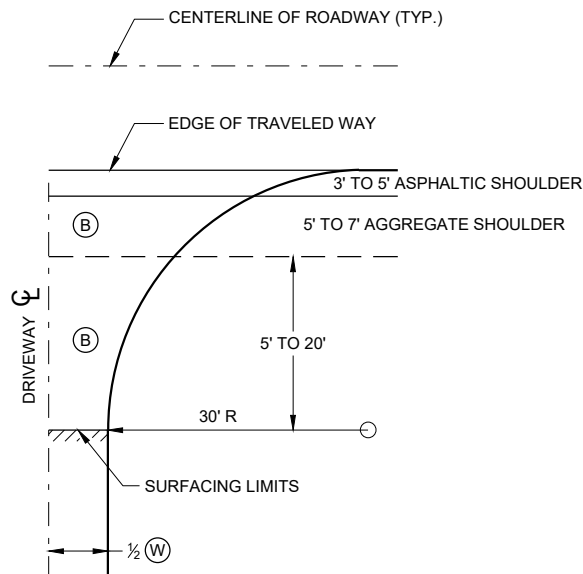 CENTERLINE OF ROADWAY (TYP.)
EDGE OF TRAVELED WAY
3' TO 5' ASPHALTIC SHOULDER
B
5' TO 7' AGGREGATE SHOULDER
DRIVEWAY ℄
B
5' TO 20'
30' R
SURFACING LIMITS
½ W